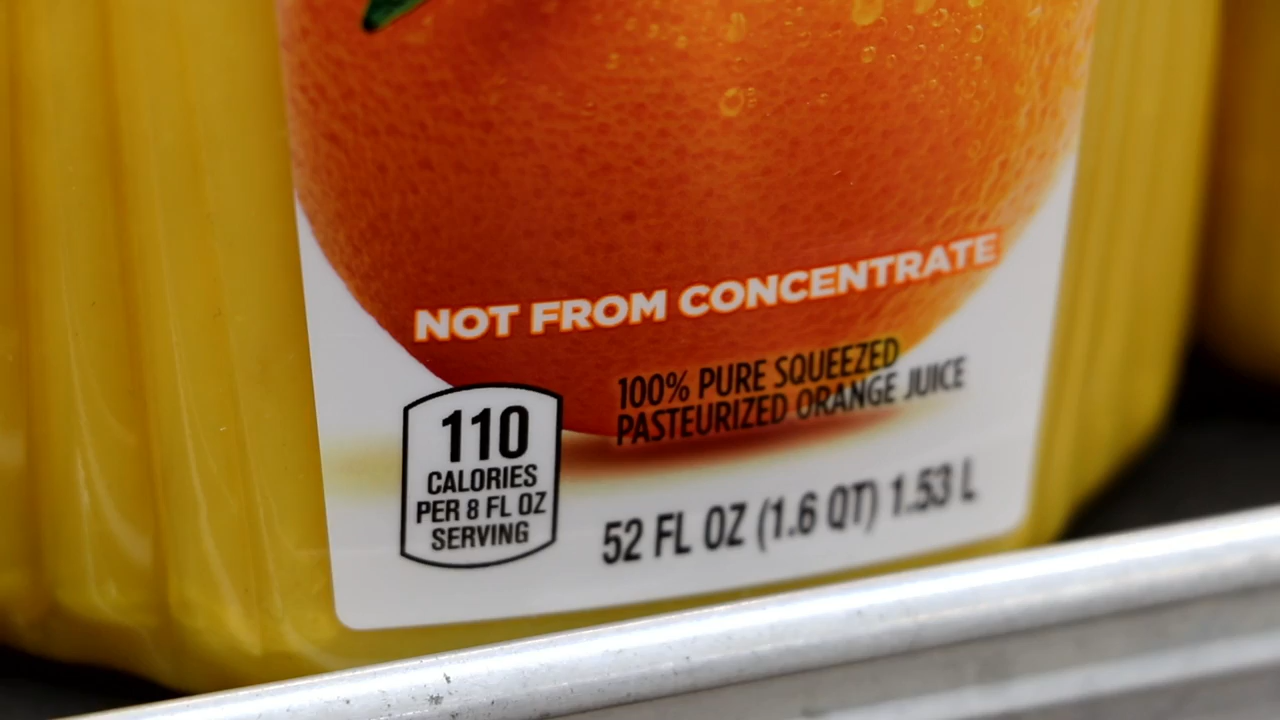 NOT FROM CONCENTRATE
100% PURE SQUEEZED
PASTEURIZED ORANGE JUICE
110
CALORIES
PER 8 FL OZ
SERVING
52 FL OZ (1.6 QT) 1.53 L